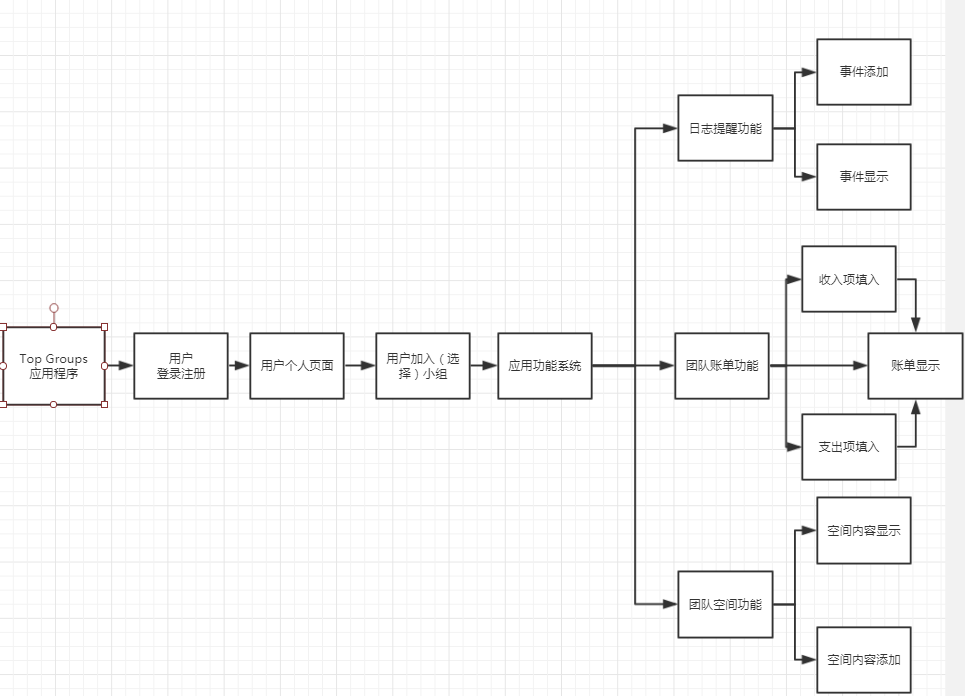 Top Groups
应用程序
用户
登录注册
用户个人页面
用户加入（选
择）小组
应用功能系统
日志提醒功能
事件添加
事件显示
团队账单功能
收入项填入
账单显示
支出项填入
团队空间功能
空间内容显示
空间内容添加